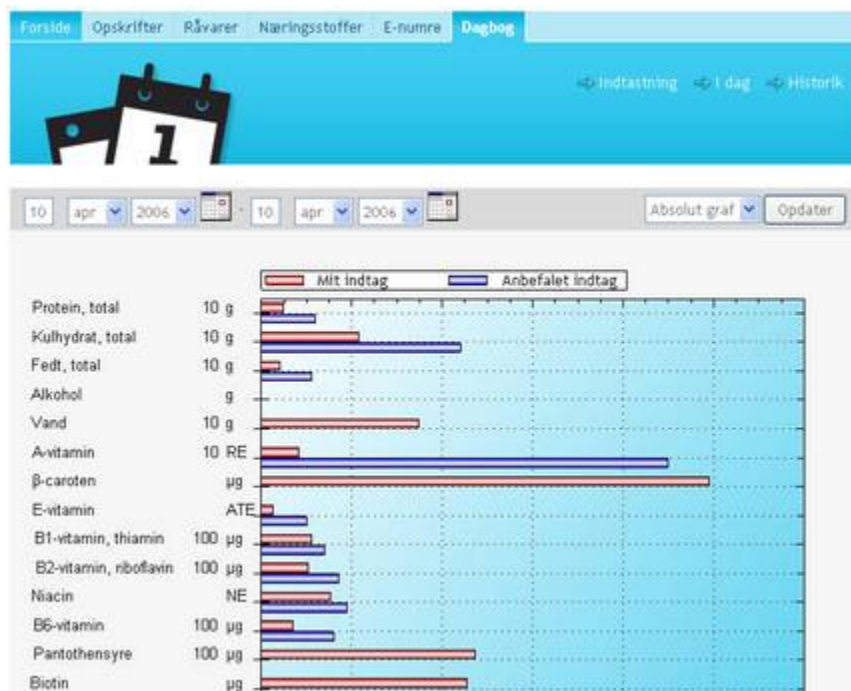 Forside Opskrifter Råvarer Næringsstoffer E-numre Dagbog
Indtastning I dag Historik
1
10 apr 2006 - 10 apr 2006 Absolut graf Opdater
Mit indtag Anbefalet indtag
Protein, total 10 g
Kulhydrat, total 10 g
Fedt, total 10 g
Alkohol g
Vand 10 g
A-vitamin 10 RE
β-caroten µg
E-vitamin ATE
B1-vitamin, thiamin 100 µg
B2-vitamin, riboflavin 100 µg
Niacin NE
B6-vitamin 100 µg
Pantothensyre 100 µg
Biotin µg